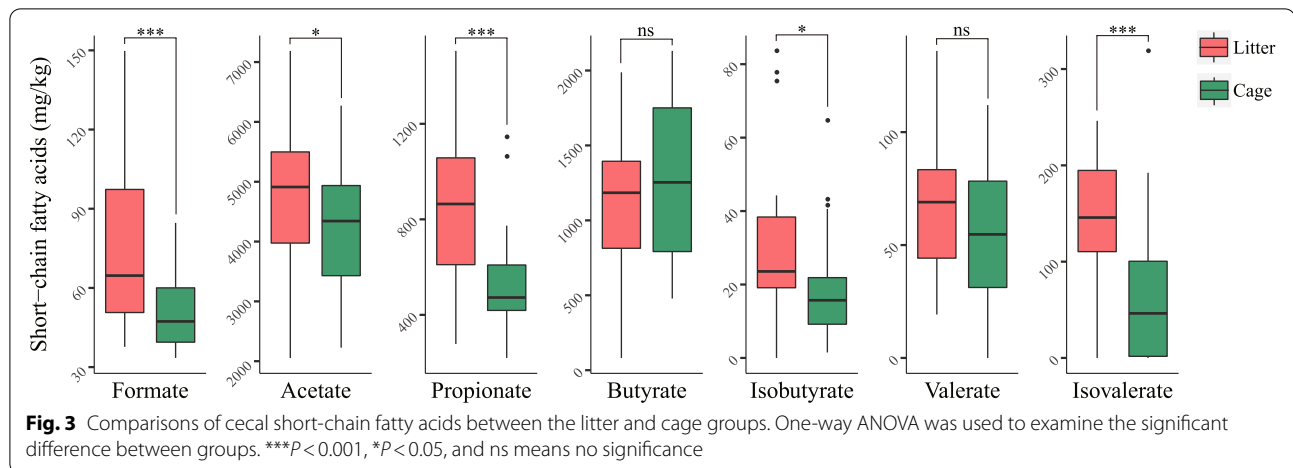 *** * *** ns * ns ***
Short-chain fatty acids (mg/kg)
150 120 90 60 30
7000 6000 5000 4000 3000 2000
1200 800 400
2000 1500 1000 500 0
80 60 40 20 0
100 50 0
300 200 100 0
Litter
Cage
Formate Acetate Propionate Butyrate Isobutyrate Valerate Isovalerate
Fig. 3 Comparisons of cecal short-chain fatty acids between the litter and cage groups. One-way ANOVA was used to examine the significant
difference between groups. ***P < 0.001, *P < 0.05, and ns means no significance